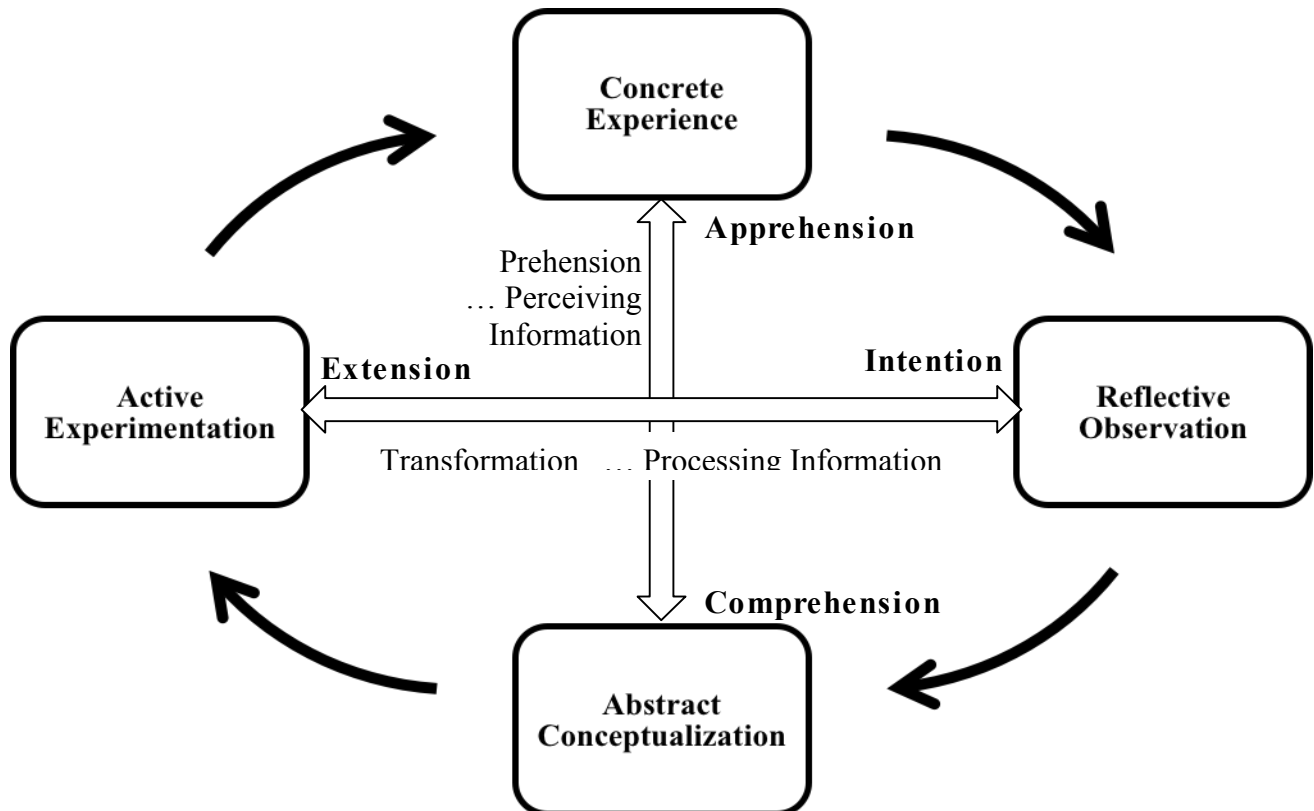 Concrete
Experience
Apprehension
Prehension
… Perceiving
Information
Extension
Intention
Active
Experimentation
Reflective
Observation
Transformation … Processing Information
Comprehension
Abstract
Conceptualization